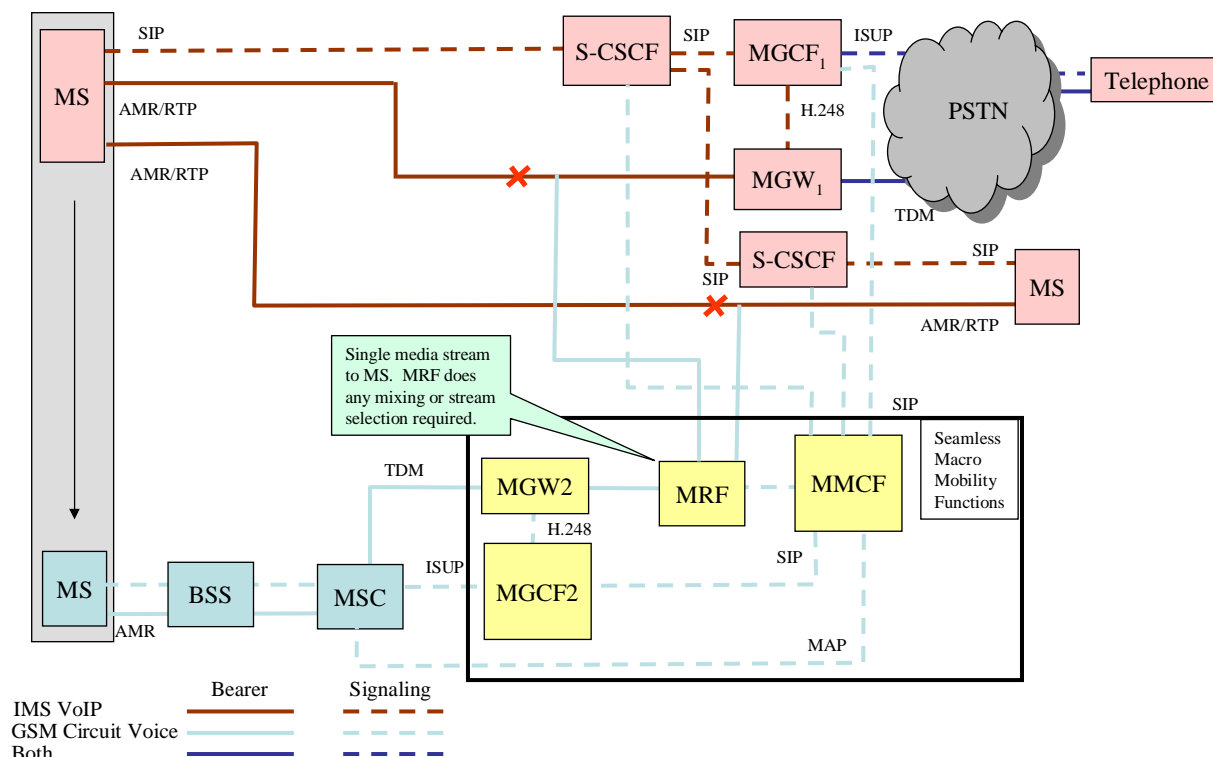 SIP
S-CSCF
SIP
MGCF1
ISUP
MS
AMR/RTP
H.248
PSTN
Telephone
AMR/RTP
MGW1
TDM
S-CSCF
SIP
SIP
MS
AMR/RTP
Single media stream
to MS. MRF does
any mixing or stream
selection required.
SIP
Seamless
Macro
Mobility
Functions
TDM
MGW2
MRF
MMCF
H.248
SIP
MS
BSS
MSC
ISUP
MGCF2
AMR
MAP
Bearer
Signaling
IMS VoIP
GSM Circuit Voice
Both